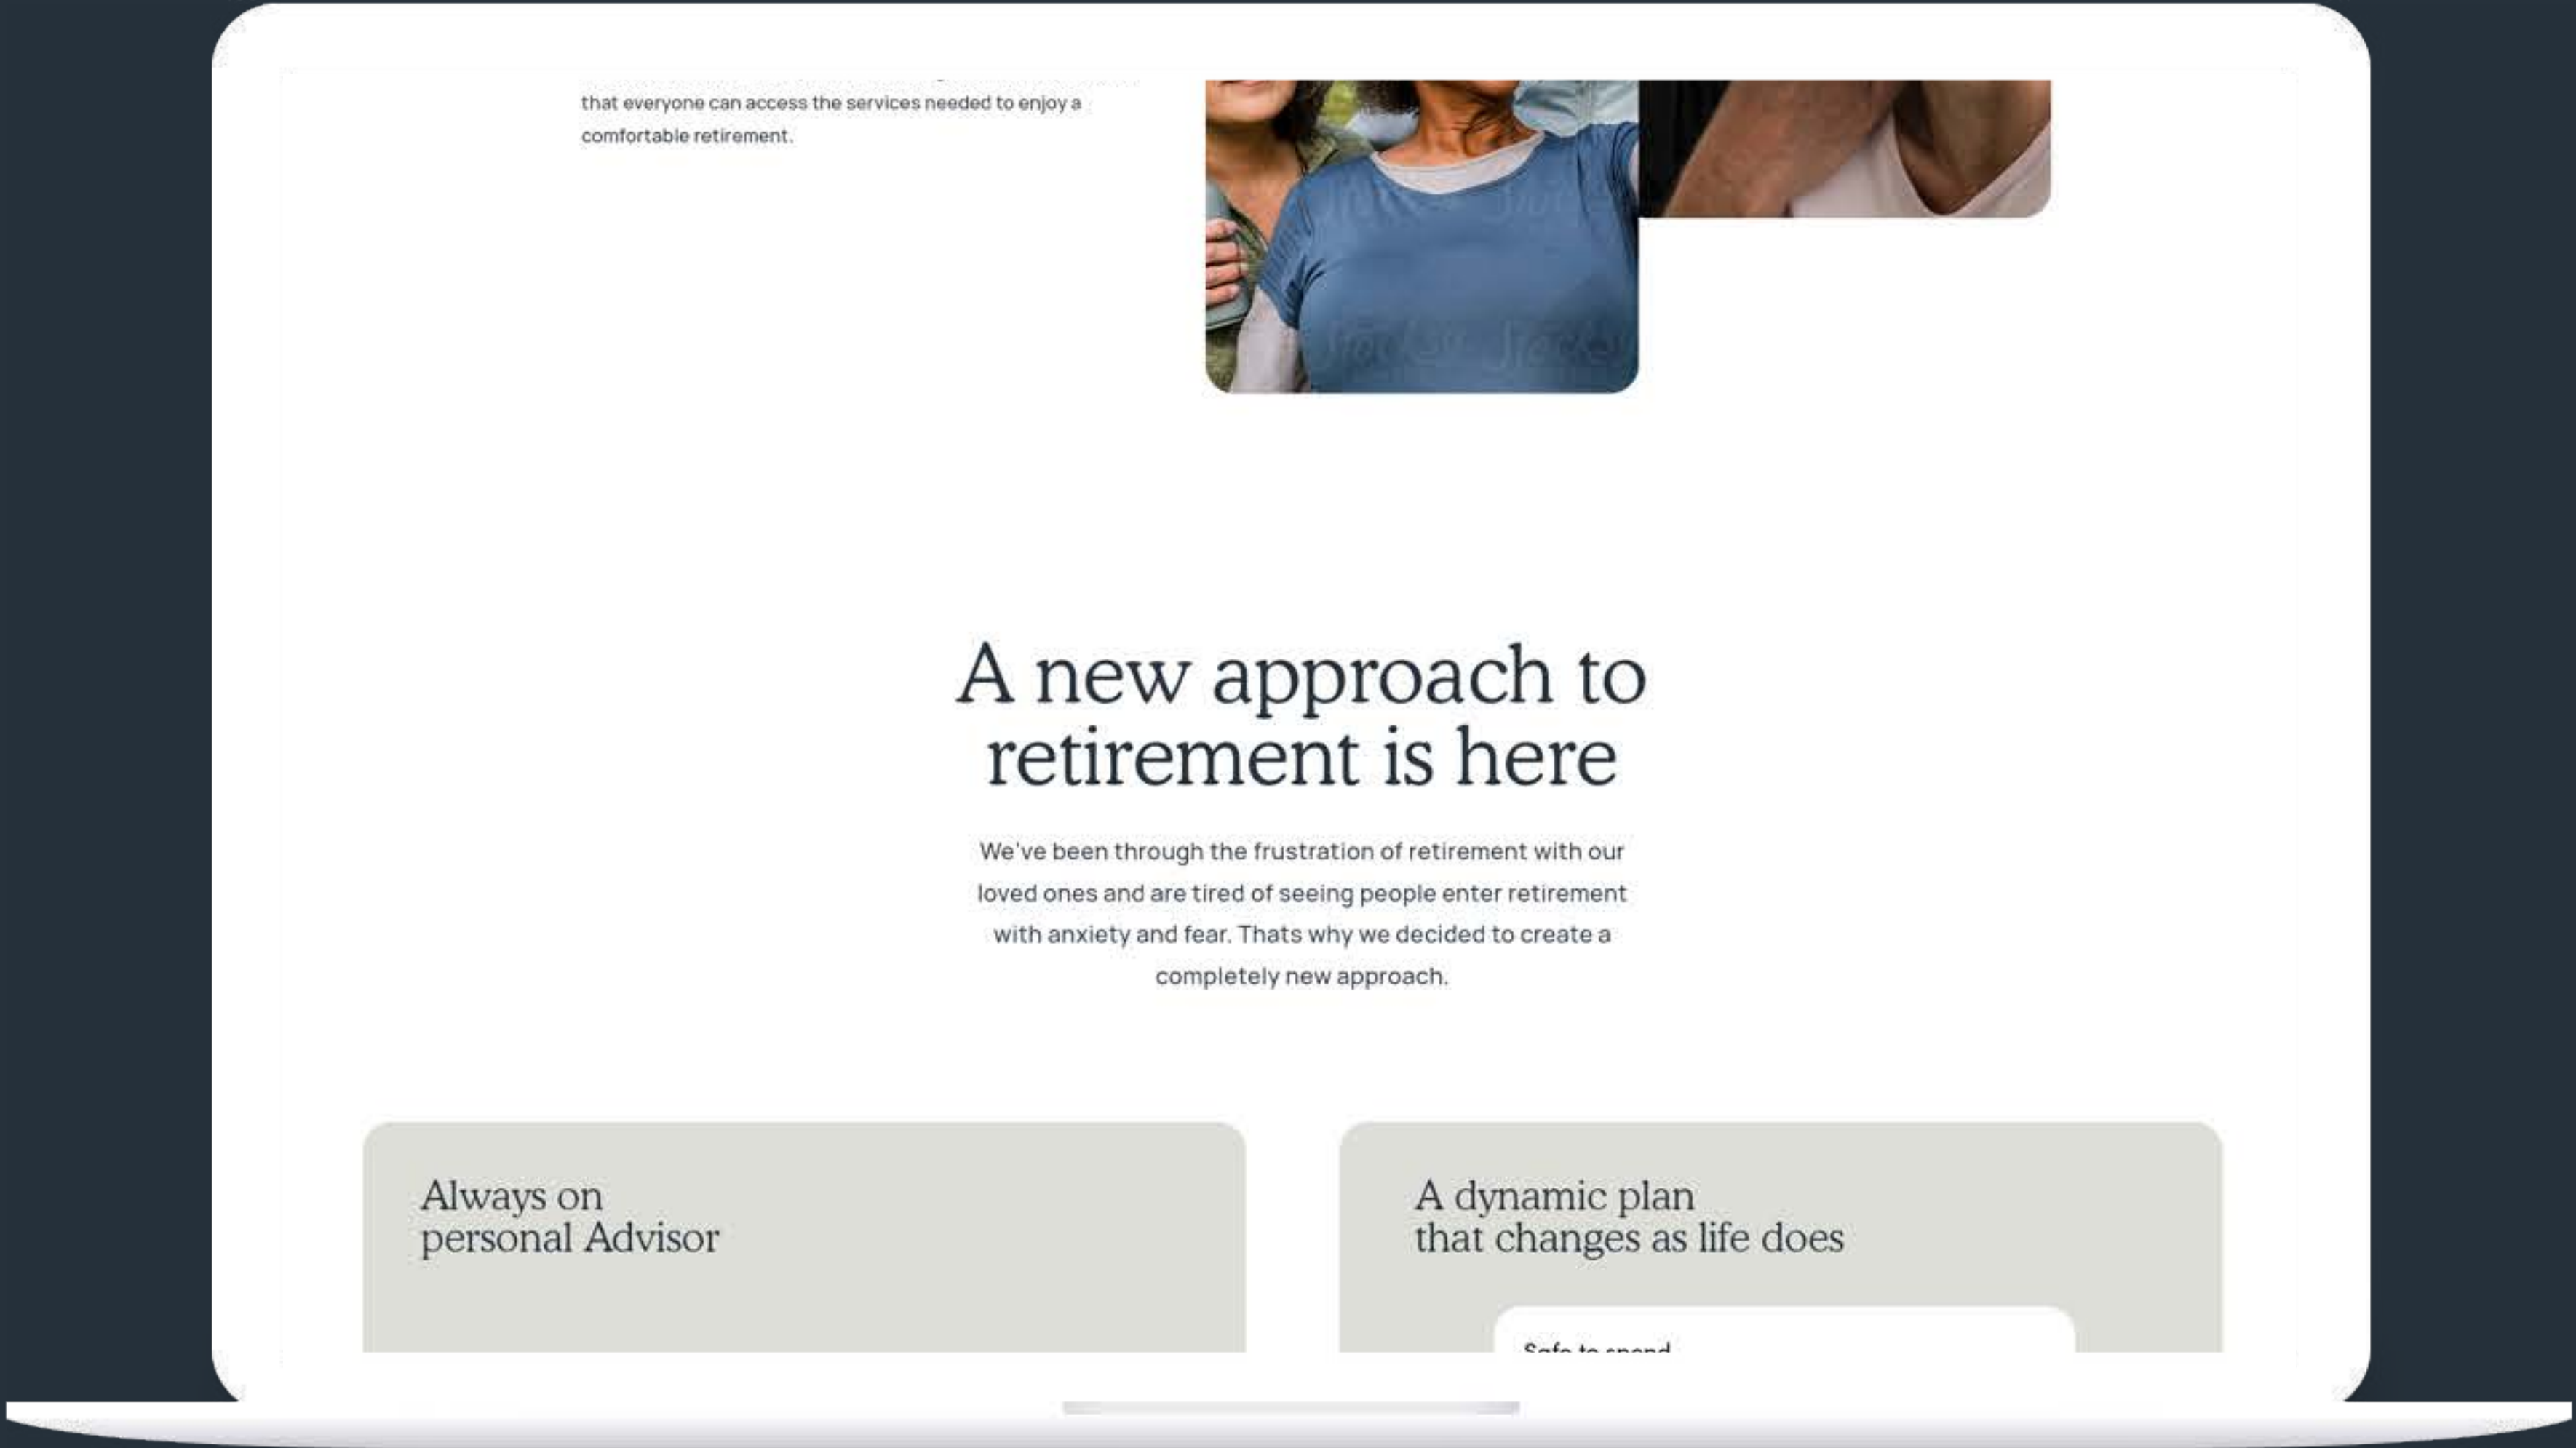 that everyone can access the services needed to enjoy a
comfortable retirement.
A new approach to
retirement is here
We've been through the frustration of retirement with our
loved ones and are tired of seeing people enter retirement
with anxiety and fear. Thats why we decided to create a
completely new approach.
Always on
personal Advisor
A dynamic plan
that changes as life does
Safe to spend